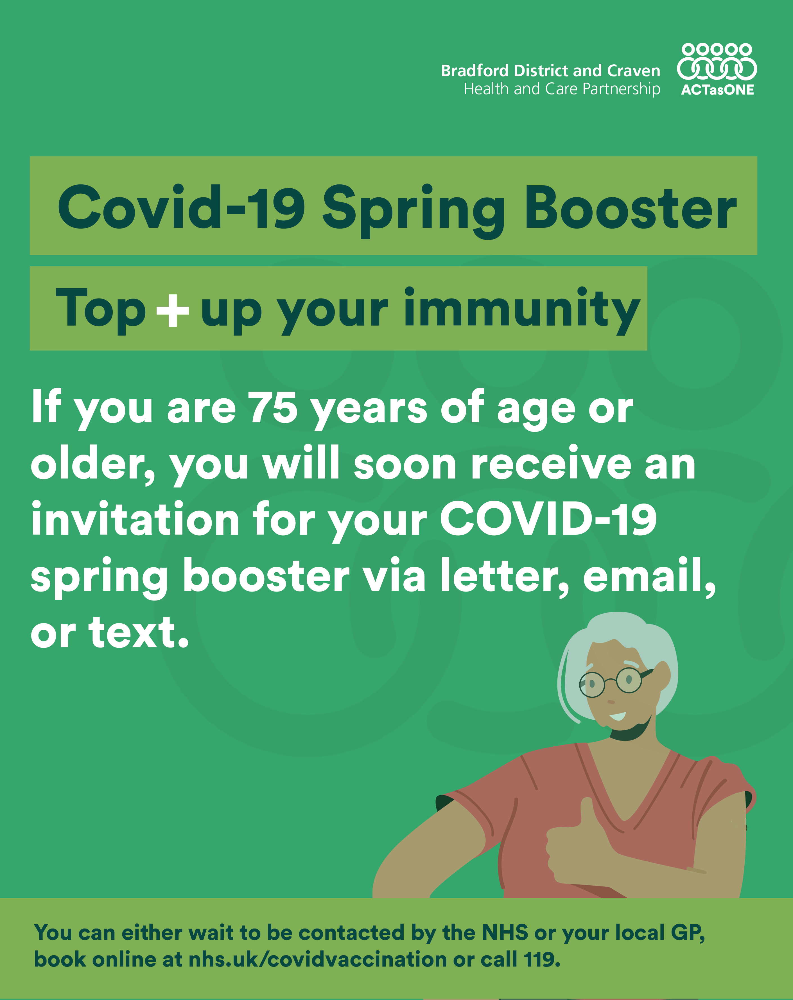 Bradford District and Craven
Health and Care Partnership
ACTasONE
Covid-19 Spring Booster
Top + up your immunity
If you are 75 years of age or
older, you will soon receive an
invitation for your COVID-19
spring booster via letter, email,
or text.
You can either wait to be contacted by the NHS or your local GP,
book online at nhs.uk/covidvaccination or call 119.